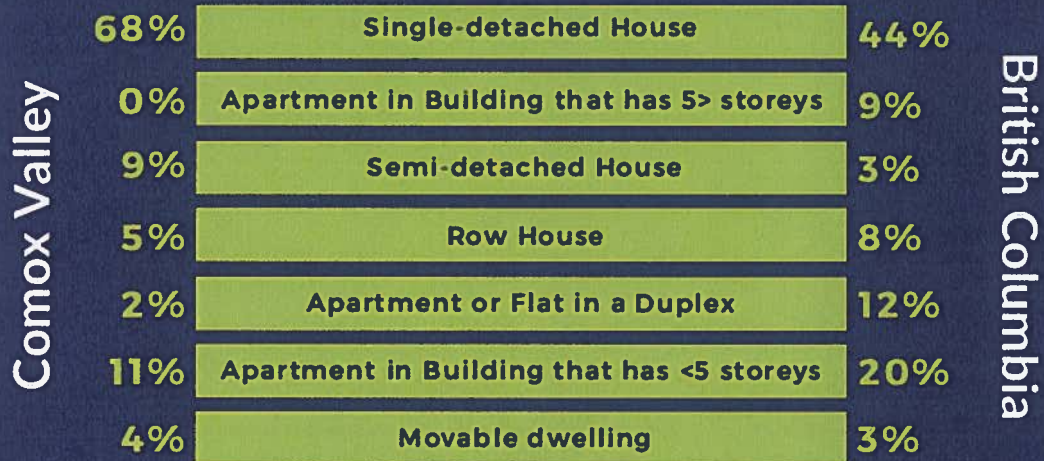 Comox Valley
68% Single-detached House 44%
0% Apartment in Building that has 5> storeys 9%
9% Semi-detached House 3%
5% Row House 8%
2% Apartment or Flat in a Duplex 12%
11% Apartment in Building that has <5 storeys 20%
4% Movable dwelling 3%
British Columbia